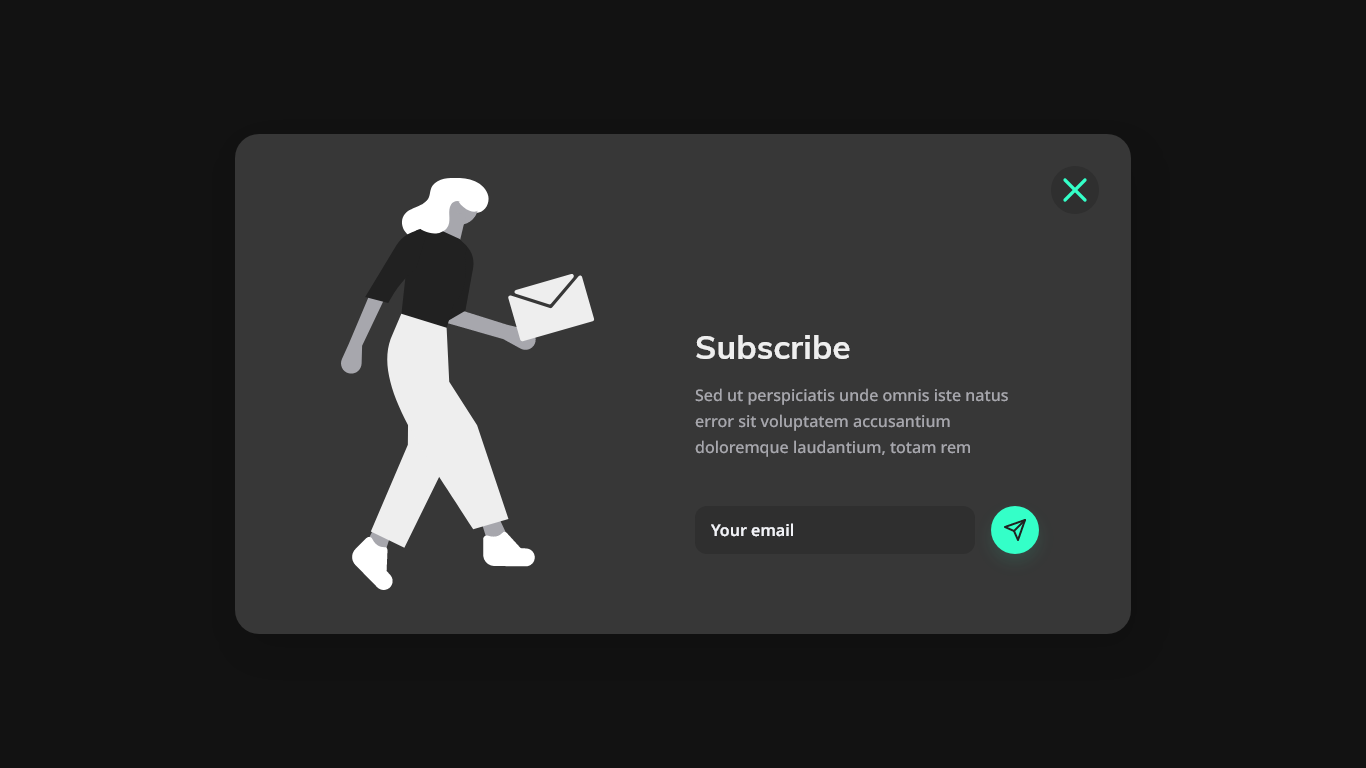 Subscribe
Sed ut perspiciatis unde omnis iste natus
error sit voluptatem accusantium
doloremque laudantium, totam rem
Your email